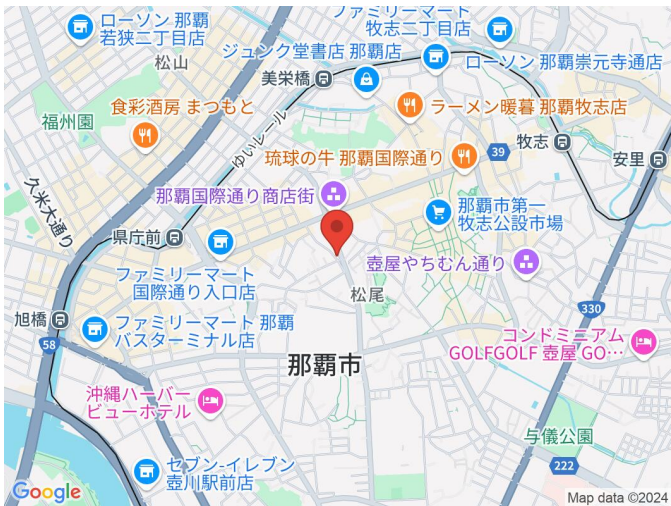 ローソン 那覇
若狭二丁目店
松山
ファミリーマート
牧志二丁目店
ジュンク堂書店 那覇店
ローソン 那覇崇元寺通店
美栄橋
福州園
食彩酒房 まつもと
ラーメン暖暮 那覇牧志店
ゆいレール
牧志
39
安里
琉球の牛 那覇国際通り
久米大通り
那覇国際通り商店街
那覇市第一
牧志公設市場
県庁前
ファミリーマート
国際通り入口店
壺屋やちむん通り
松尾
旭橋
58
ファミリーマート 那覇
バスターミナル店
330
コンドミニアム
GOLFGOLF 壺屋 GO…
那覇市
沖縄ハーバー
ビューホテル
与儀公園
222
セブン-イレブン
壺川駅前店
Google
Map data ©2024